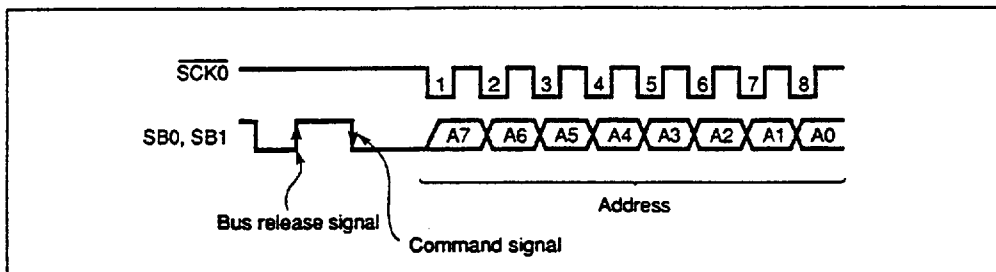 SCK0
1 2 3 4 5 6 7 8
SB0, SB1
A7 A6 A5 A4 A3 A2 A1 A0
Address
Bus release signal
Command signal